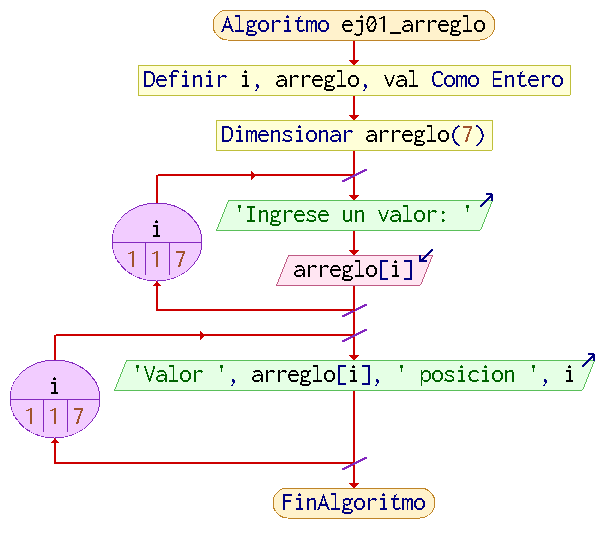 Algoritmo ej01_arreglo
Definir i, arreglo, val Como Entero
Dimensionar arreglo(7)
'Ingrese un valor: '
i
1 1 7
arreglo[i]
'Valor ', arreglo[i], ' posicion ', i
i
1 1 7
FinAlgoritmo